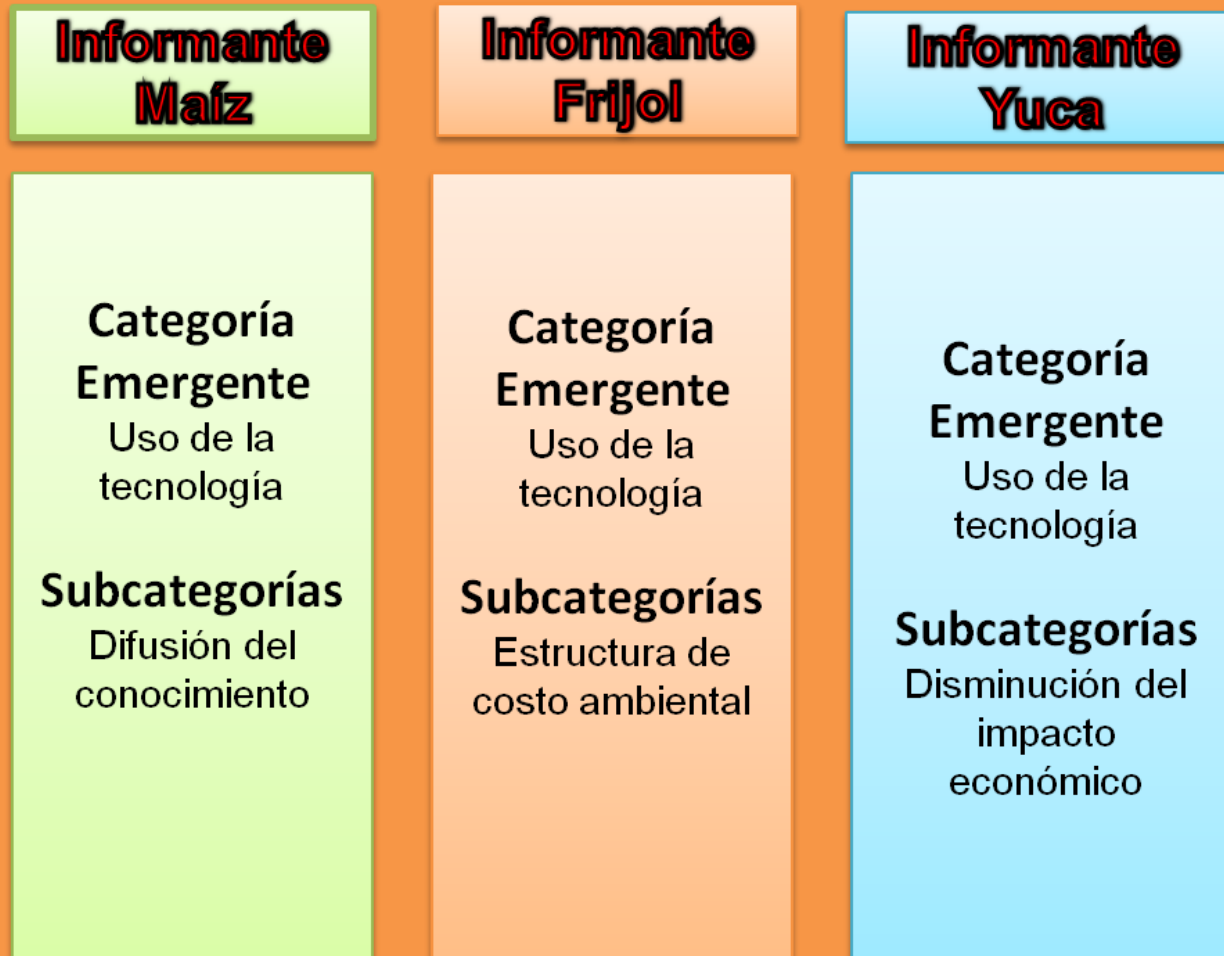 Informante
Maíz
Categoría
Emergente
Uso de la
tecnología
Subcategorías
Difusión del
conocimiento
Informante
Frijol
Categoría
Emergente
Uso de la
tecnología
Subcategorías
Estructura de
costo ambiental
Informante
Yuca
Categoría
Emergente
Uso de la
tecnología
Subcategorías
Disminución del
impacto
económico